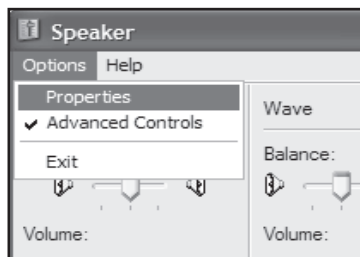 Speaker
Options Help
Properties
Advanced Controls
Exit
Wave
Balance:
Volume:
Volume: